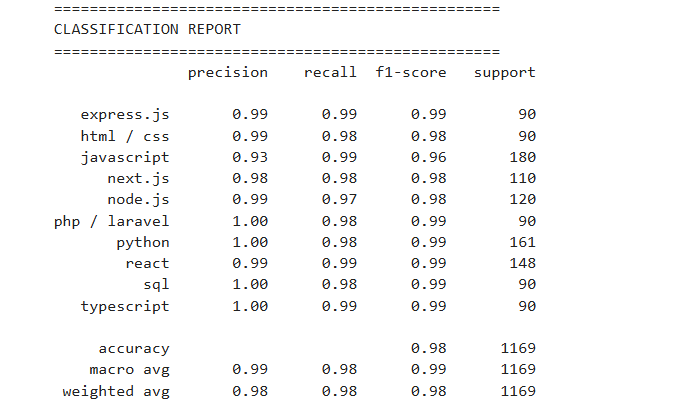 ==================================================
CLASSIFICATION REPORT
==================================================
precision recall f1-score support
express.js 0.99 0.99 0.99 90
html / css 0.99 0.98 0.98 90
javascript 0.93 0.99 0.96 180
next.js 0.98 0.98 0.98 110
node.js 0.99 0.97 0.98 120
php / laravel 1.00 0.98 0.99 90
python 1.00 0.98 0.99 161
react 0.99 0.99 0.99 148
sql 1.00 0.98 0.99 90
typescript 1.00 0.99 0.99 90
accuracy 0.98 1169
macro avg 0.99 0.98 0.99 1169
weighted avg 0.98 0.98 0.98 1169